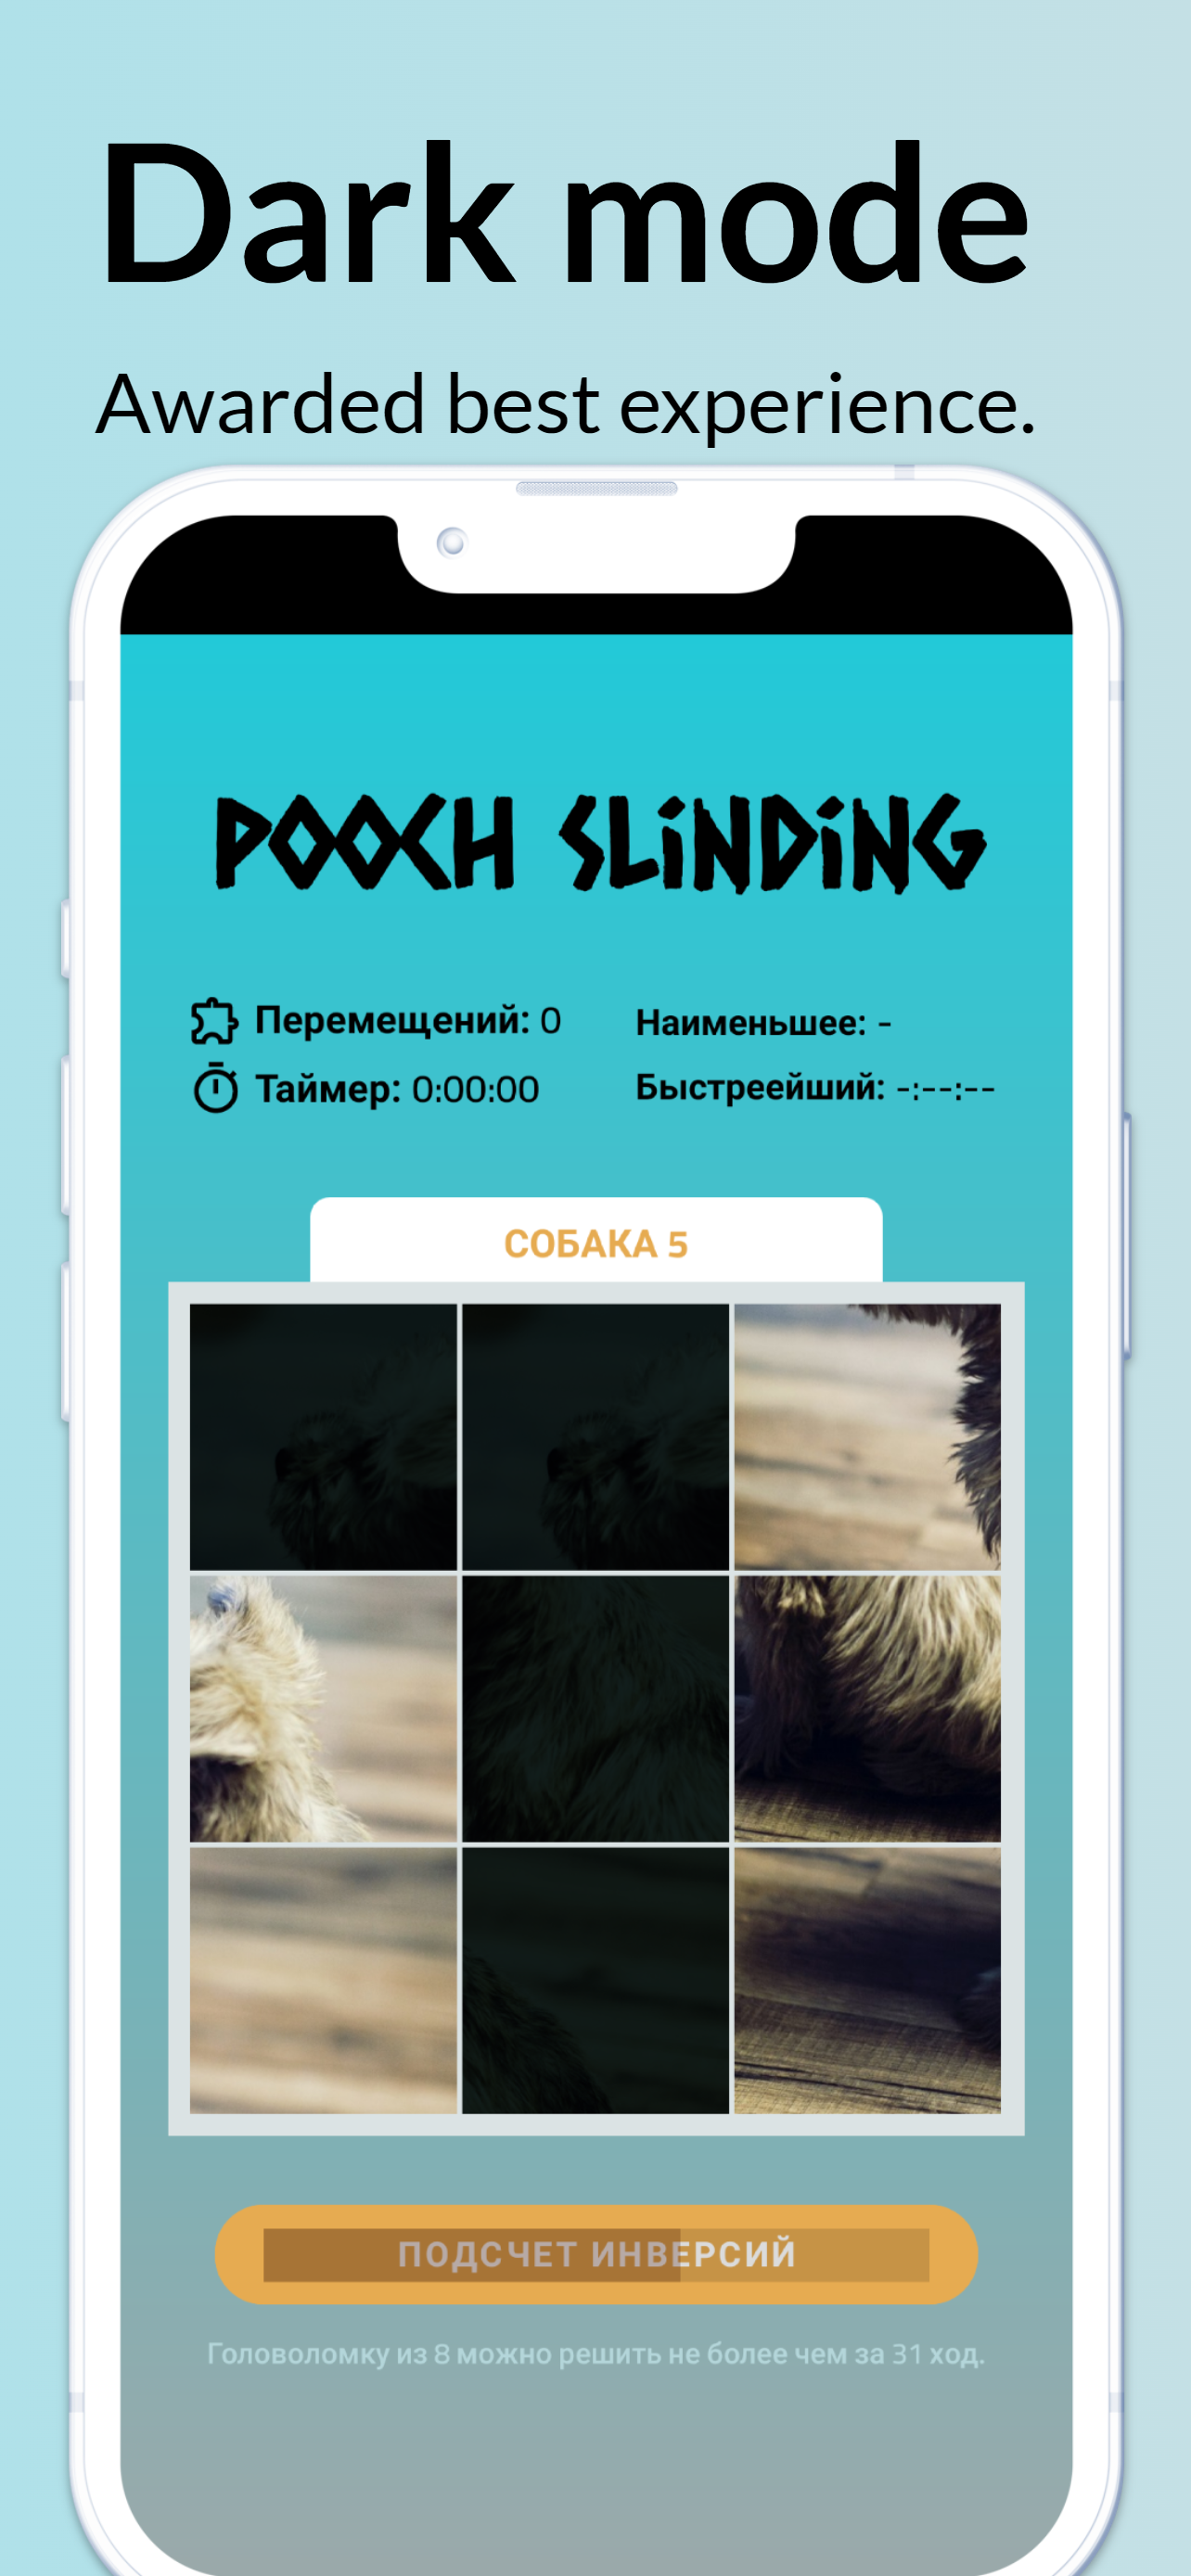 Dark mode
Awarded best experience.
POOCH SLiNDiNG
Перемещений: 0
Наименьшее: -
Таймер: 0:00:00
Быстреейший: -:--:--
СОБАКА 5
ПОДСЧЕТ ИНВЕРСИЙ
Головоломку из 8 можно решить не более чем за 31 ход.